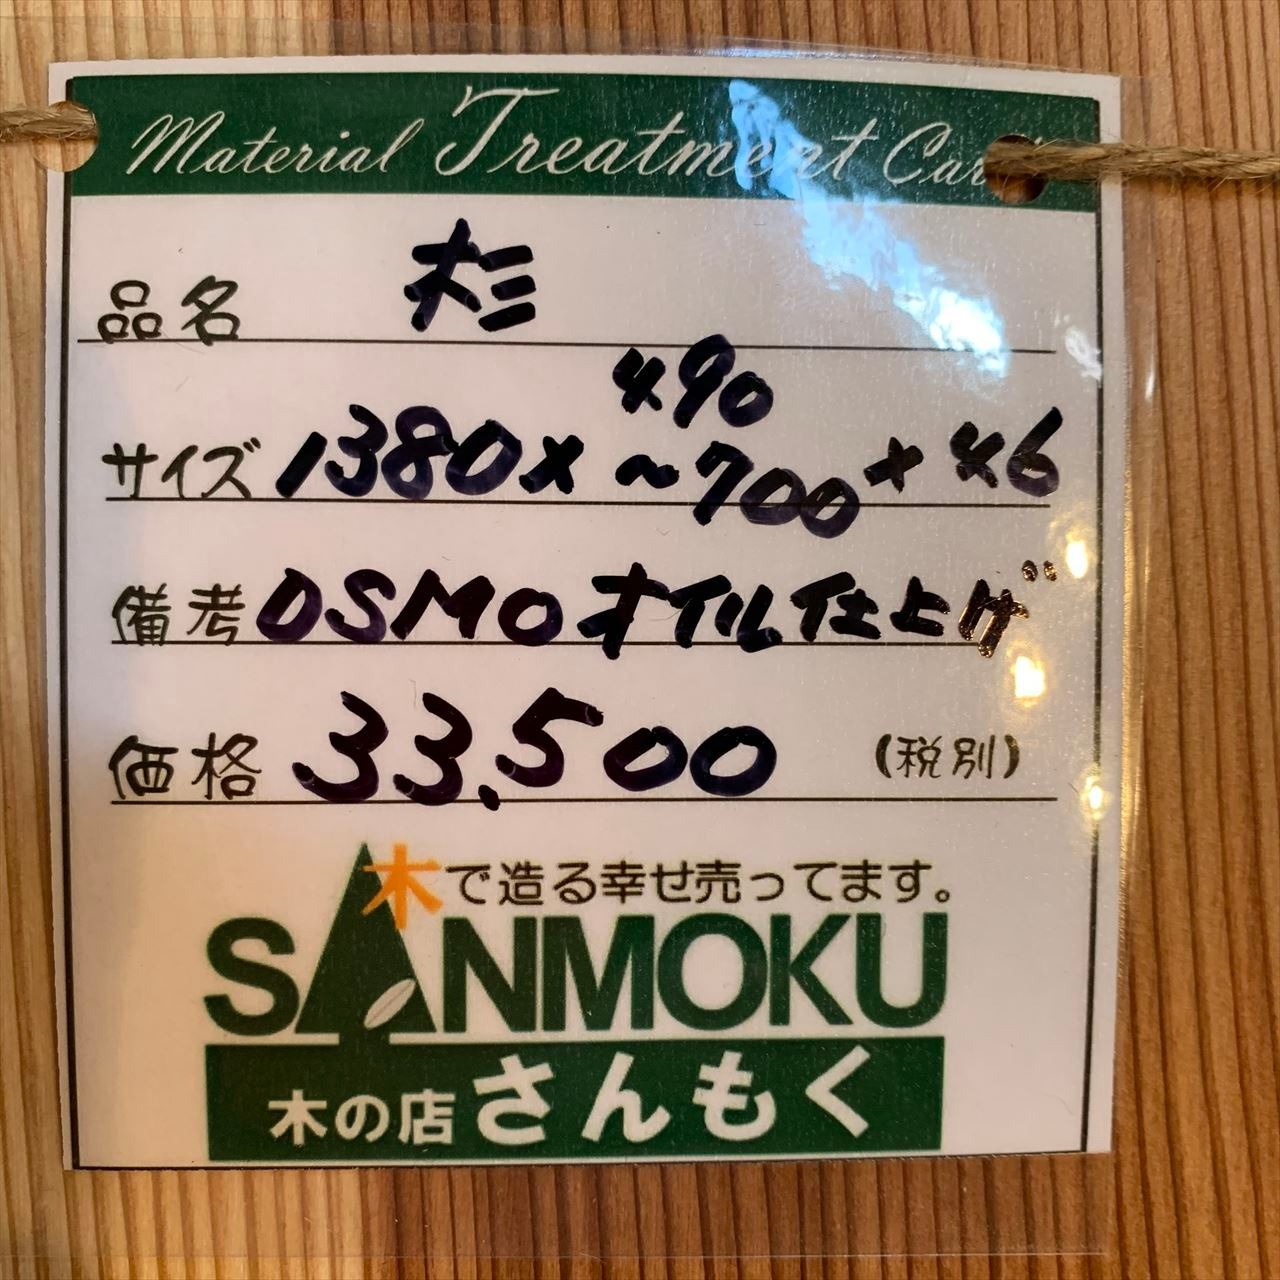 Material Treatment Card
品名 杉
サイズ 1380×490～700×46
備考 OSMOオイル仕上げ
価格 33,500 (税別)
木で造る幸せ売ってます。
SANMOKU
木の店さんもく